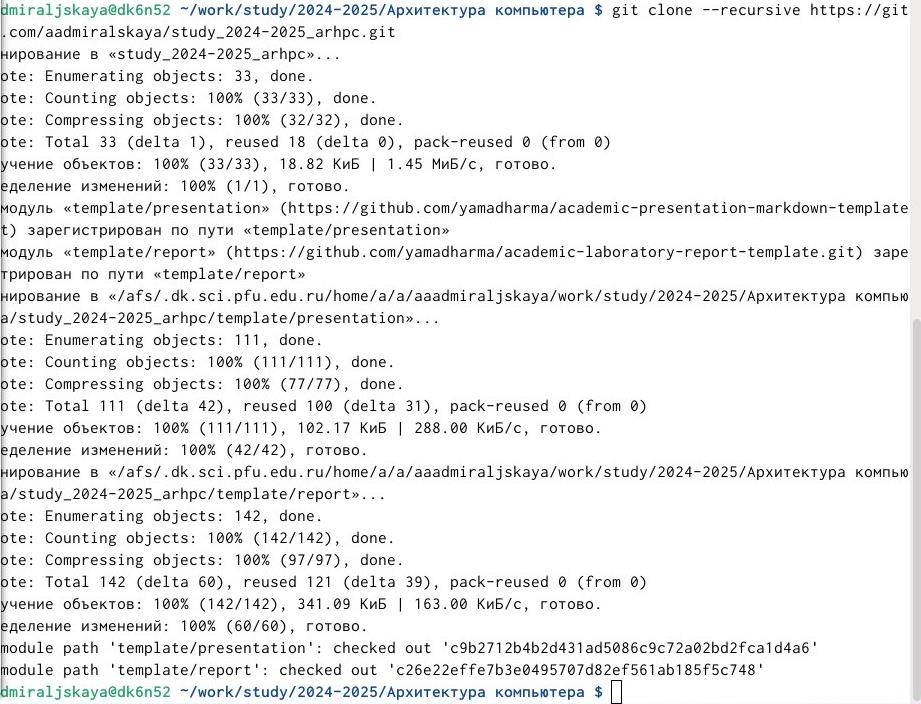 dmiraljskaya@dk6n52 ~/work/study/2024-2025/Архитектура компьютера $ git clone --recursive https://git
.com/aadmiralskaya/study_2024-2025_arhpc.git
нирование в «study_2024-2025_arhpc»...
ote: Enumerating objects: 33, done.
ote: Counting objects: 100% (33/33), done.
ote: Compressing objects: 100% (32/32), done.
ote: Total 33 (delta 1), reused 18 (delta 0), pack-reused 0 (from 0)
учение объектов: 100% (33/33), 18.82 КиБ | 1.45 МиБ/с, готово.
еделение изменений: 100% (1/1), готово.
модуль «template/presentation» (https://github.com/yamadharma/academic-presentation-markdown-template
t) зарегистрирован по пути «template/presentation»
модуль «template/report» (https://github.com/yamadharma/academic-laboratory-report-template.git) заре
трирован по пути «template/report»
нирование в «/afs/.dk.sci.pfu.edu.ru/home/a/a/aaadmiraljskaya/work/study/2024-2025/Архитектура компью
а/study_2024-2025_arhpc/template/presentation»...
ote: Enumerating objects: 111, done.
ote: Counting objects: 100% (111/111), done.
ote: Compressing objects: 100% (77/77), done.
ote: Total 111 (delta 42), reused 100 (delta 31), pack-reused 0 (from 0)
учение объектов: 100% (111/111), 102.17 КиБ | 288.00 КиБ/с, готово.
еделение изменений: 100% (42/42), готово.
нирование в «/afs/.dk.sci.pfu.edu.ru/home/a/a/aaadmiraljskaya/work/study/2024-2025/Архитектура компью
а/study_2024-2025_arhpc/template/report»...
ote: Enumerating objects: 142, done.
ote: Counting objects: 100% (142/142), done.
ote: Compressing objects: 100% (97/97), done.
ote: Total 142 (delta 60), reused 121 (delta 39), pack-reused 0 (from 0)
учение объектов: 100% (142/142), 341.09 КиБ | 163.00 КиБ/с, готово.
еделение изменений: 100% (60/60), готово.
module path 'template/presentation': checked out 'c9b2712b4b2d431ad5086c9c72a02bd2fca1d4a6'
module path 'template/report': checked out 'c26e22effe7b3e0495707d82ef561ab185f5c748'
dmiraljskaya@dk6n52 ~/work/study/2024-2025/Архитектура компьютера $